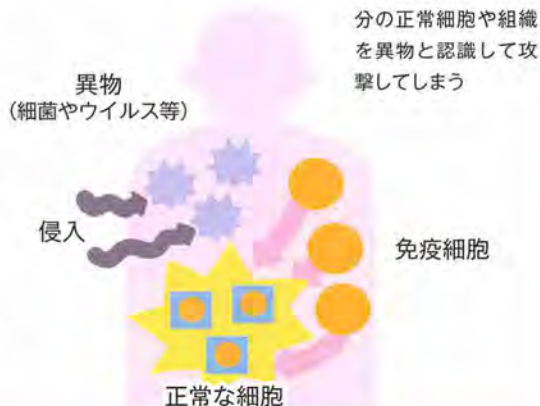 分の正常細胞や組織
を異物と認識して攻
撃してしまう
異物
（細菌やウイルス等）
侵入
免疫細胞
正常な細胞